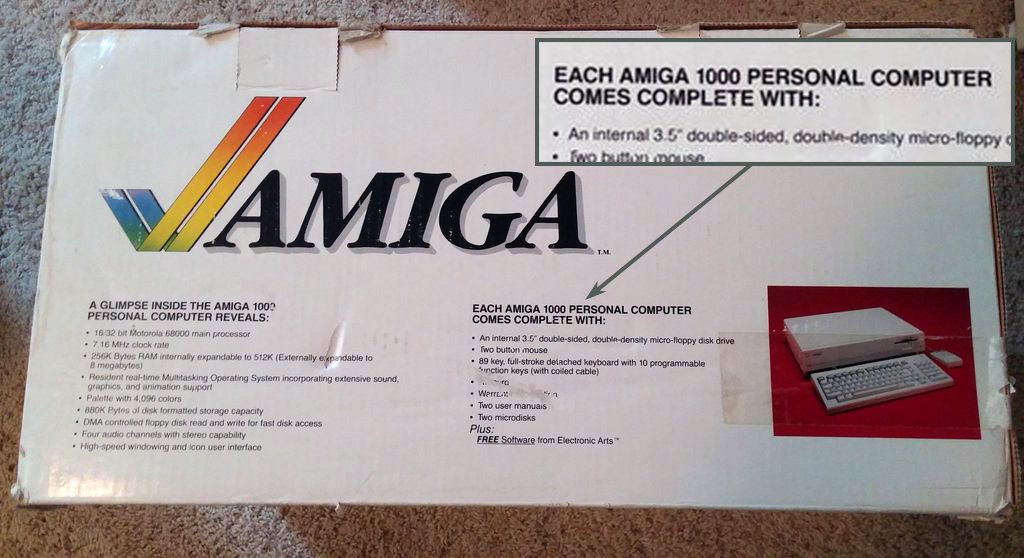 EACH AMIGA 1000 PERSONAL COMPUTER
COMES COMPLETE WITH:
• An internal 3.5" double-sided, double-density micro-floppy
• Two button mouse
AMIGA T.M.
A GLIMPSE INSIDE THE AMIGA 1000
PERSONAL COMPUTER REVEALS:
• 16-32 bit Motorola 68000 main processor
• 7.16 MHz clock rate
• 256K Bytes RAM internally expandable to 512K (Externally expandable to
8 megabytes)
• Resident real-time Multitasking Operating System incorporating extensive sound,
graphics, and animation support
• Palette with 4,096 colors
• 880K Bytes of disk formatted storage capacity
• DMA controlled floppy disk read and write for fast disk access
• Four audio channels with stereo capability
• High-speed windowing and icon user interface
EACH AMIGA 1000 PERSONAL COMPUTER
COMES COMPLETE WITH:
• An internal 3.5" double-sided, double-density micro-floppy disk drive
• Two button mouse
• 89 key, full-stroke detached keyboard with 10 programmable
function keys (with coiled cable)
• Two user manuals
• Two microdisks
Plus:
FREE Software from Electronic Arts™